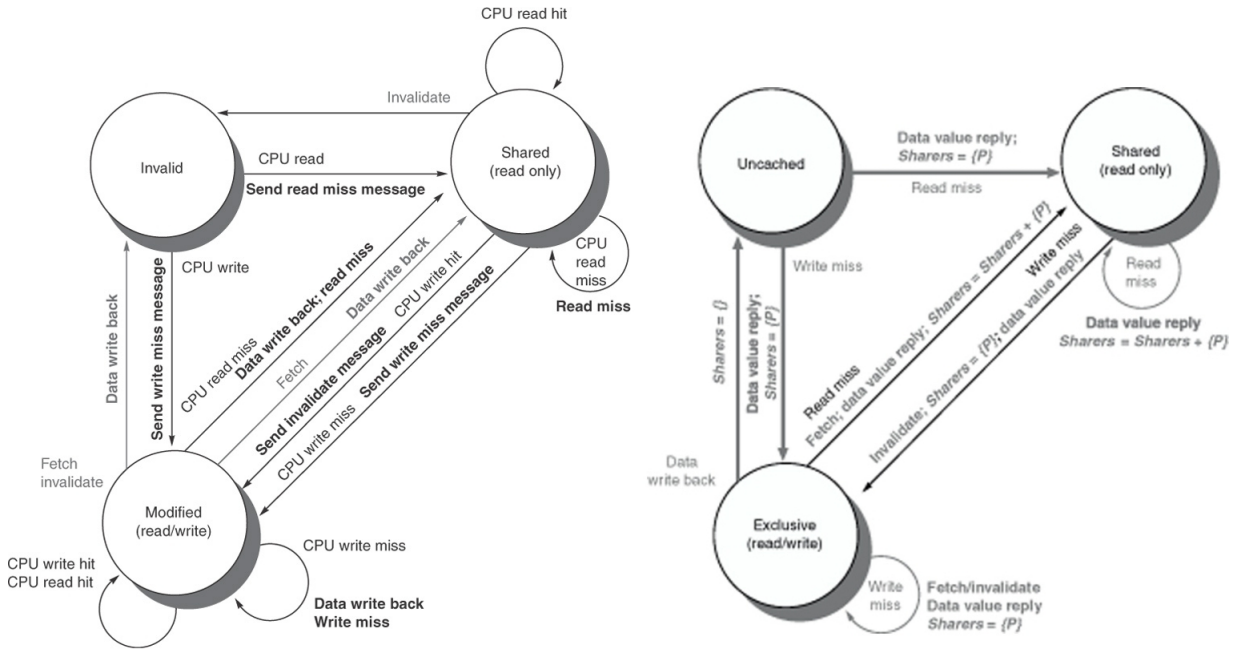 CPU read hit
Invalidate
Invalid
CPU read
Send read miss message
Shared
(read only)
CPU
read
miss
Read miss
CPU write
Send write miss message
Data write back
Fetch
invalidate
CPU read miss
Data write back; read miss
Fetch
Data write back
Send invalidate message
CPU write hit
CPU write miss
Send write miss message
Modified
(read/write)
CPU write hit
CPU read hit
CPU write miss
Data write back
Write miss
Uncached
Data value reply;
Sharers = {P}
Read miss
Shared
(read only)
Write miss
Sharers = {}
Data value reply;
Sharers = {P}
Data
write back
Read miss
Fetch; data value reply; Sharers = Sharers + {P}
Write miss
Invalidate; Sharers = {P}; data value reply
Read
miss
Data value reply
Sharers = Sharers + {P}
Exclusive
(read/write)
Write
miss
Fetch/invalidate
Data value reply
Sharers = {P}